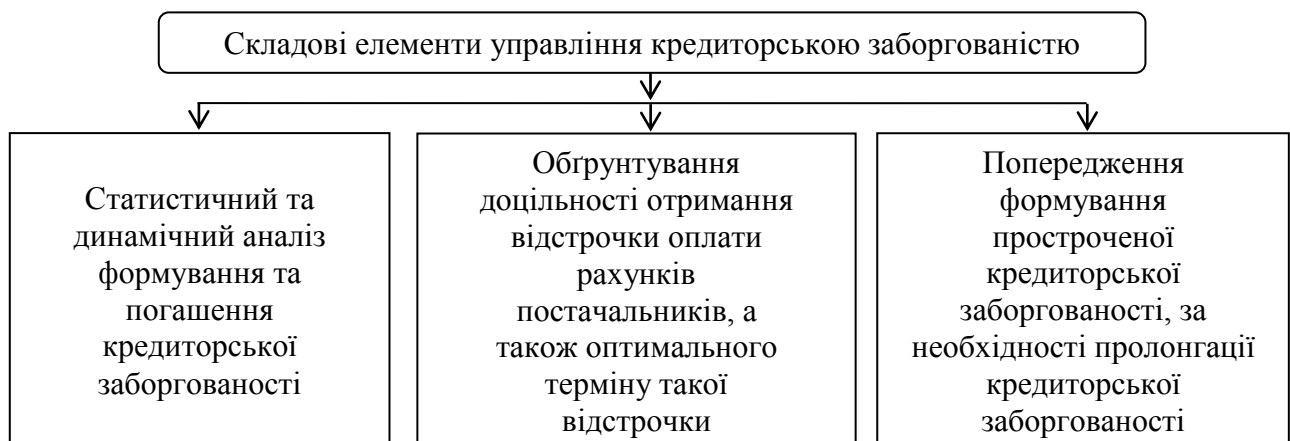 Складові елементи управління кредиторською заборгованістю
Статистичний та
динамічний аналіз
формування та
погашення
кредиторської
заборгованості
Обґрунтування
доцільності отримання
відстрочки оплати
рахунків
постачальників, а
також оптимального
терміну такої
відстрочки
Попередження
формування
простроченої
кредиторської
заборгованості, за
необхідності пролонгації
кредиторської
заборгованості